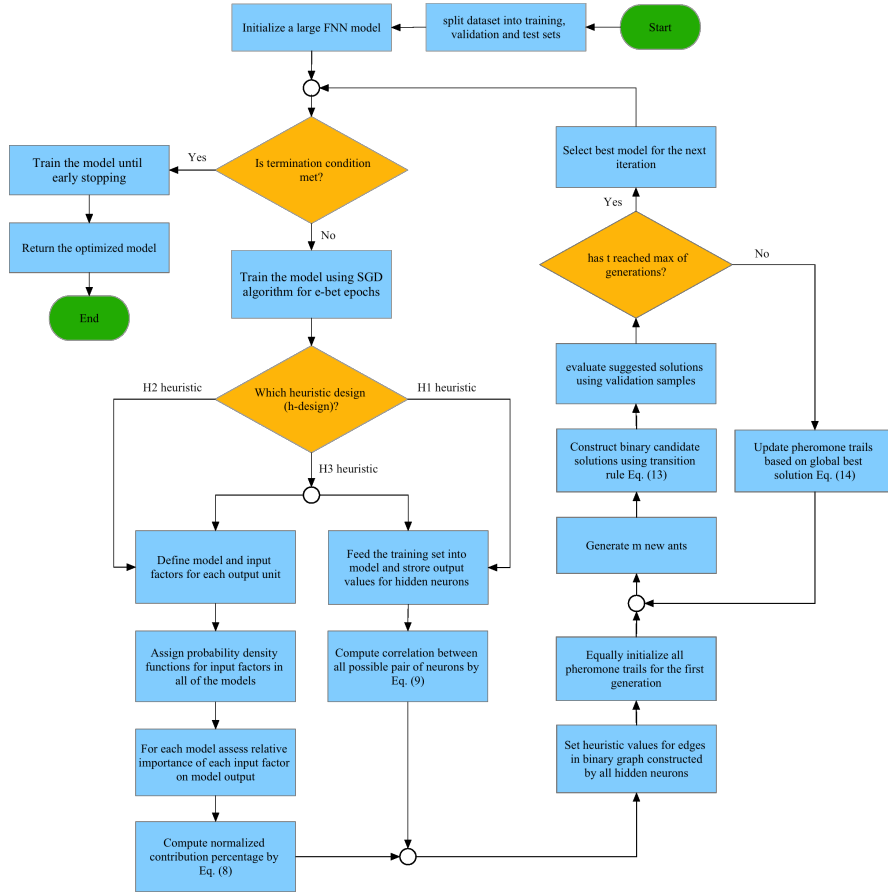 Start
split dataset into training,
validation and test sets
Initialize a large FNN model
Is termination condition
met?
Yes
Train the model until
early stopping
Return the optimized model
End
No
Train the model using SGD
algorithm for e-bet epochs
Which heuristic design
(h-design)?
H2 heuristic
H1 heuristic
H3 heuristic
Define model and input
factors for each output unit
Assign probability density
functions for input factors in
all of the models
For each model assess relative
importance of each input factor
on model output
Compute normalized
contribution percentage by
Eq. (8)
Feed the training set into
model and strore output
values for hidden neurons
Compute correlation between
all possible pair of neurons by
Eq. (9)
Set heuristic values for edges
in binary graph constructed
by all hidden neurons
Equally initialize all
pheromone trails for the first
generation
Generate m new ants
Construct binary candidate
solutions using transition
rule Eq. (13)
evaluate suggested solutions
using validation samples
has t reached max of
generations?
Yes
No
Select best model for the next
iteration
Update pheromone trails
based on global best
solution Eq. (14)